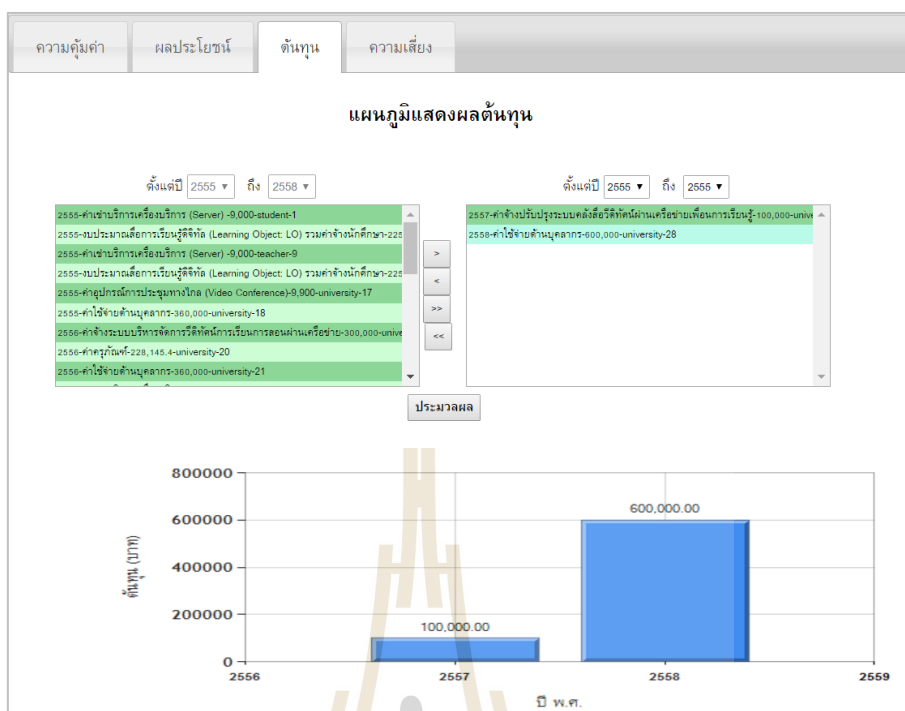 ความคุ้มค่า ผลประโยชน์ ต้นทุน ความเสี่ยง
แผนภูมิแสดงผลต้นทุน
ตั้งแต่ปี 2555 ▼ ถึง 2558 ▼
2555-ค่าเช่าบริการเครื่องบริการ (Server) -9,000-student-1
2555-งบประมาณสื่อการเรียนรู้ดิจิทัล (Learning Object: LO) รวมค่าจ้างนักศึกษา-225
2555-ค่าเช่าบริการเครื่องบริการ (Server) -9,000-teacher-9
2555-งบประมาณสื่อการเรียนรู้ดิจิทัล (Learning Object: LO) รวมค่าจ้างนักศึกษา-225
2555-ค่าอุปกรณ์การประชุมทางไกล (Video Conference)-9,900-university-17
2555-ค่าใช้จ่ายด้านบุคลากร-360,000-university-18
2556-ค่าจ้างระบบบริหารจัดการวีดิทัศน์การเรียนการสอนผ่านเครือข่าย-300,000-unive
2556-ค่าครุภัณฑ์-228,145.4-university-20
2556-ค่าใช้จ่ายด้านบุคลากร-360,000-university-21
>
<
>>
<<
ตั้งแต่ปี 2555 ▼ ถึง 2555 ▼
2557-ค่าจ้างปรับปรุงระบบคลังสื่อวีดิทัศน์ผ่านเครือข่ายเพื่อนการเรียนรู้-100,000-unive
2558-ค่าใช้จ่ายด้านบุคลากร-600,000-university-28
ประมวลผล
800000
600000
400000
200000
0
ต้นทุน (บาท)
100,000.00
600,000.00
2556 2557 2558 2559
ปี พ.ศ.